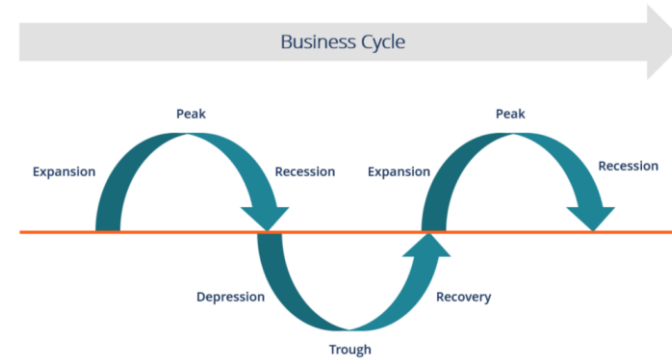 Business Cycle
Peak
Peak
Expansion
Recession
Expansion
Recession
Depression
Recovery
Trough